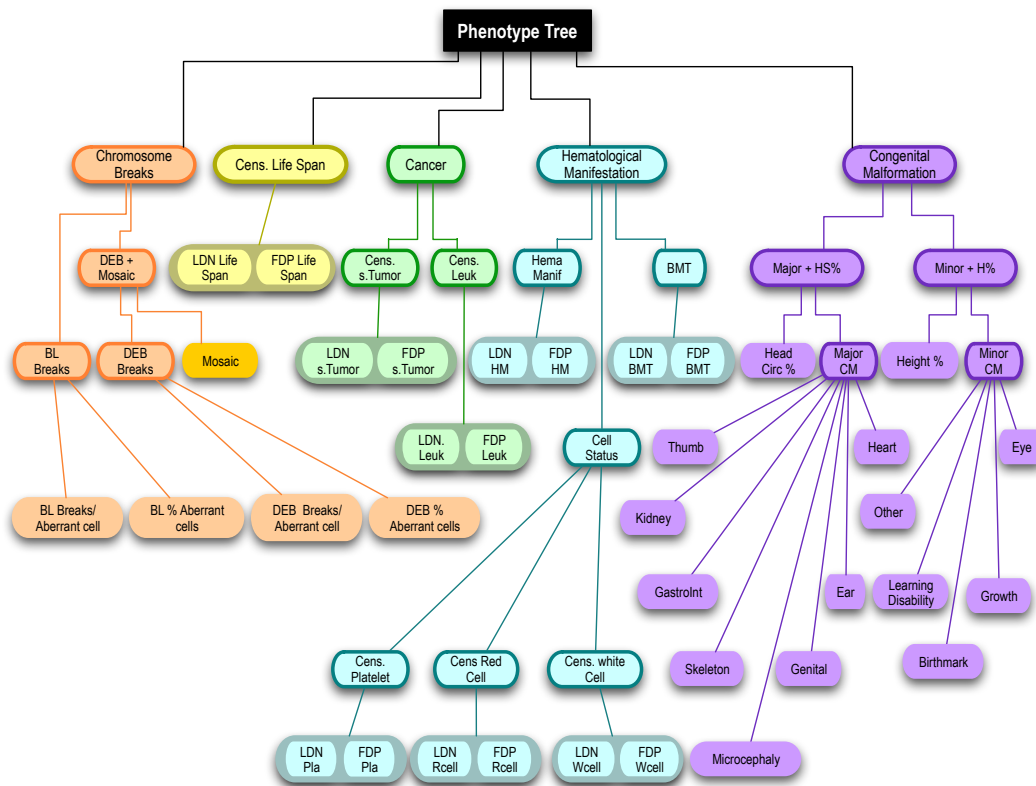 Phenotype Tree
Chromosome
Breaks
Cens. Life Span
Cancer
Hematological
Manifestation
Congenital
Malformation
DEB +
Mosaic
LDN Life
Span
FDP Life
Span
Cens.
s.Tumor
Cens.
Leuk
Hema
Manif
BMT
Major + HS%
Minor + H%
BL
Breaks
DEB
Breaks
Mosaic
LDN
s.Tumor
FDP
s.Tumor
LDN
HM
FDP
HM
LDN
BMT
FDP
BMT
Head
Circ %
Major
CM
Height %
Minor
CM
LDN.
Leuk
FDP
Leuk
Cell
Status
Thumb
Heart
Eye
BL Breaks/
Aberrant cell
BL % Aberrant
cells
DEB  Breaks/
Aberrant cell
DEB %
Aberrant cells
Kidney
Other
GastroInt
Ear
Learning
Disability
Growth
Cens.
Platelet
Cens Red
Cell
Cens. white
Cell
Skeleton
Genital
Birthmark
LDN
Pla
FDP
Pla
LDN
Rcell
FDP
Rcell
LDN
Wcell
FDP
Wcell
Microcephaly